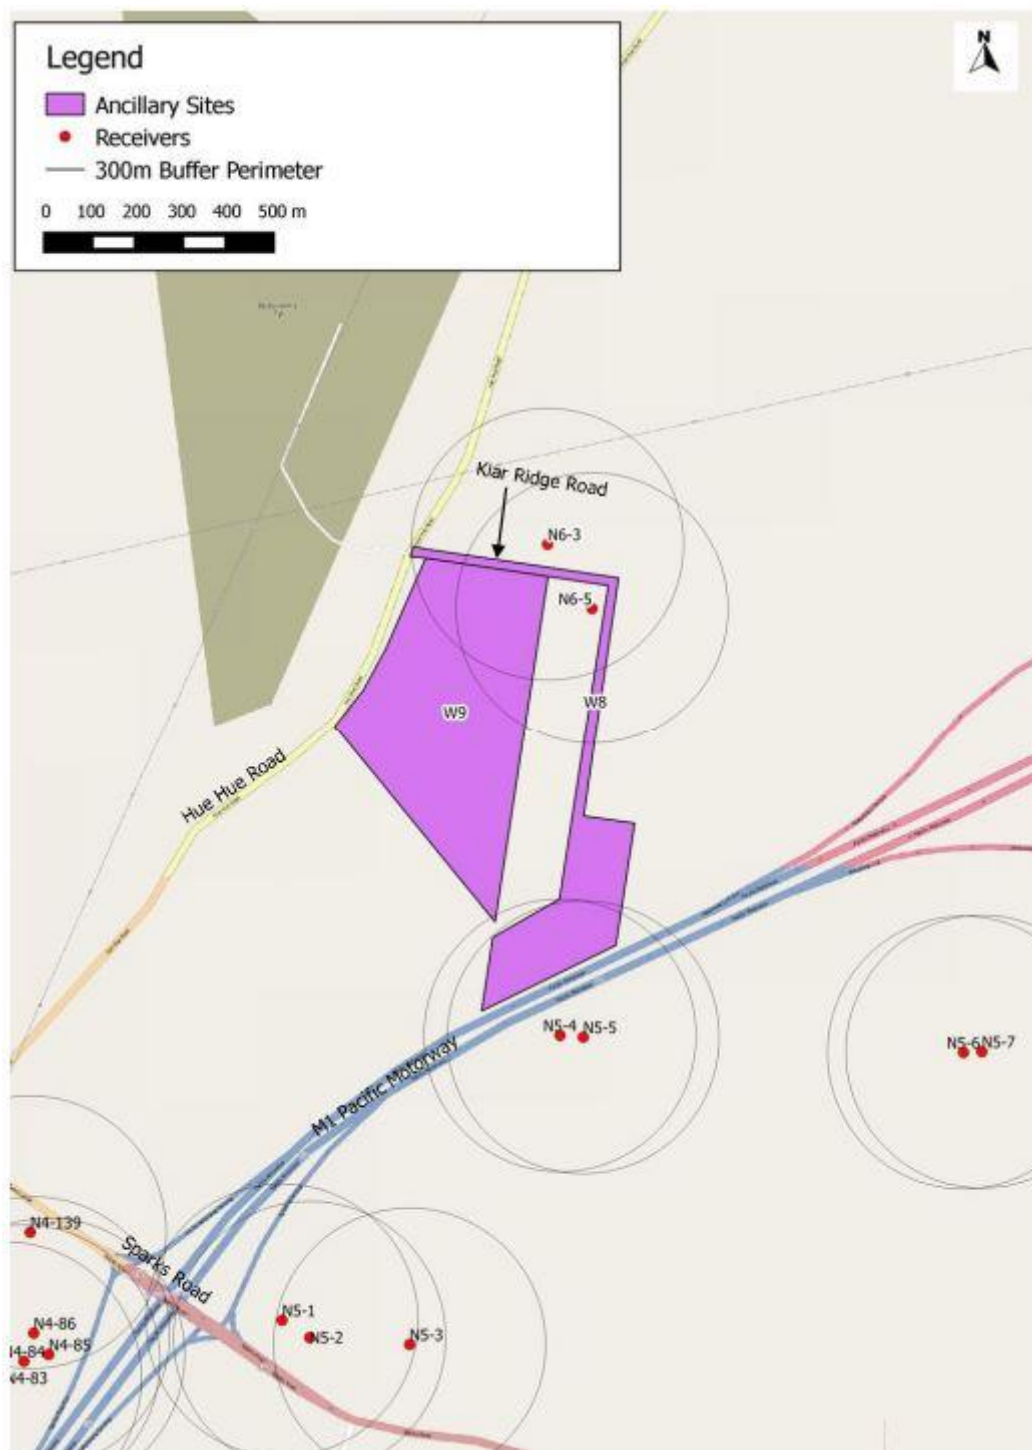 Legend
Ancillary Sites
Receivers
300m Buffer Perimeter
0 100 200 300 400 500 m
N
Kiar Ridge Road
N6-3
N6-5
W8
W9
Hue Hue Road
N5-4 N5-5
N5-6 N5-7
M1 Pacific Motorway
N4-139
Sparks Road
N5-1
N5-2
N5-3
N4-86
N4-85
N4-84
N4-83